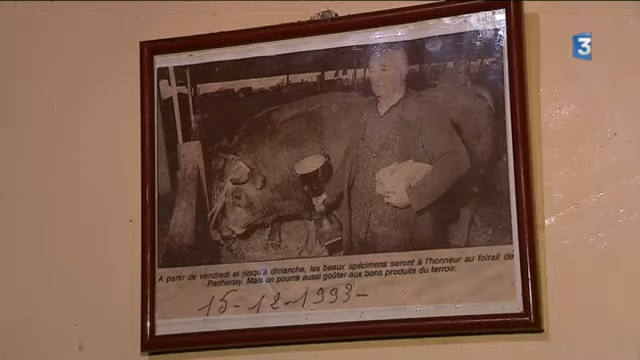 3
A partir de vendredi et jusqu'à dimanche, les beaux spécimens seront à l'honneur au foirail de
Parthenay. Mais on pourra aussi goûter aux bons produits du terroir.
15-12-1993-